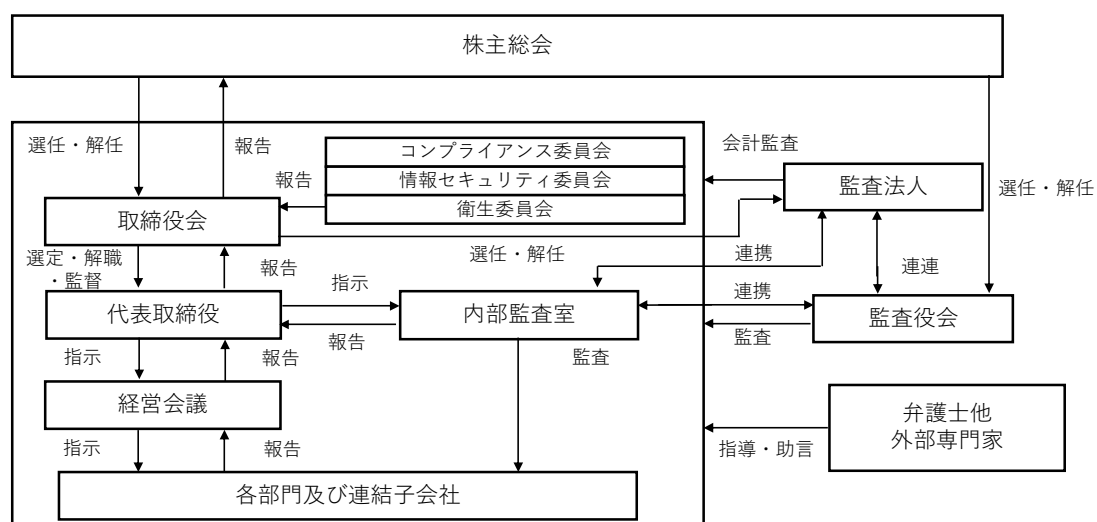 株主総会
選任・解任
報告
コンプライアンス委員会
情報セキュリティ委員会
衛生委員会
報告
会計監査
監査法人
選任・解任
取締役会
選任・解任
選定・解職
・監督
報告
連携
連連
代表取締役
指示
報告
内部監査室
連携
監査
監査役会
指示
報告
監査
経営会議
弁護士他
外部専門家
指示
報告
指導・助言
各部門及び連結子会社